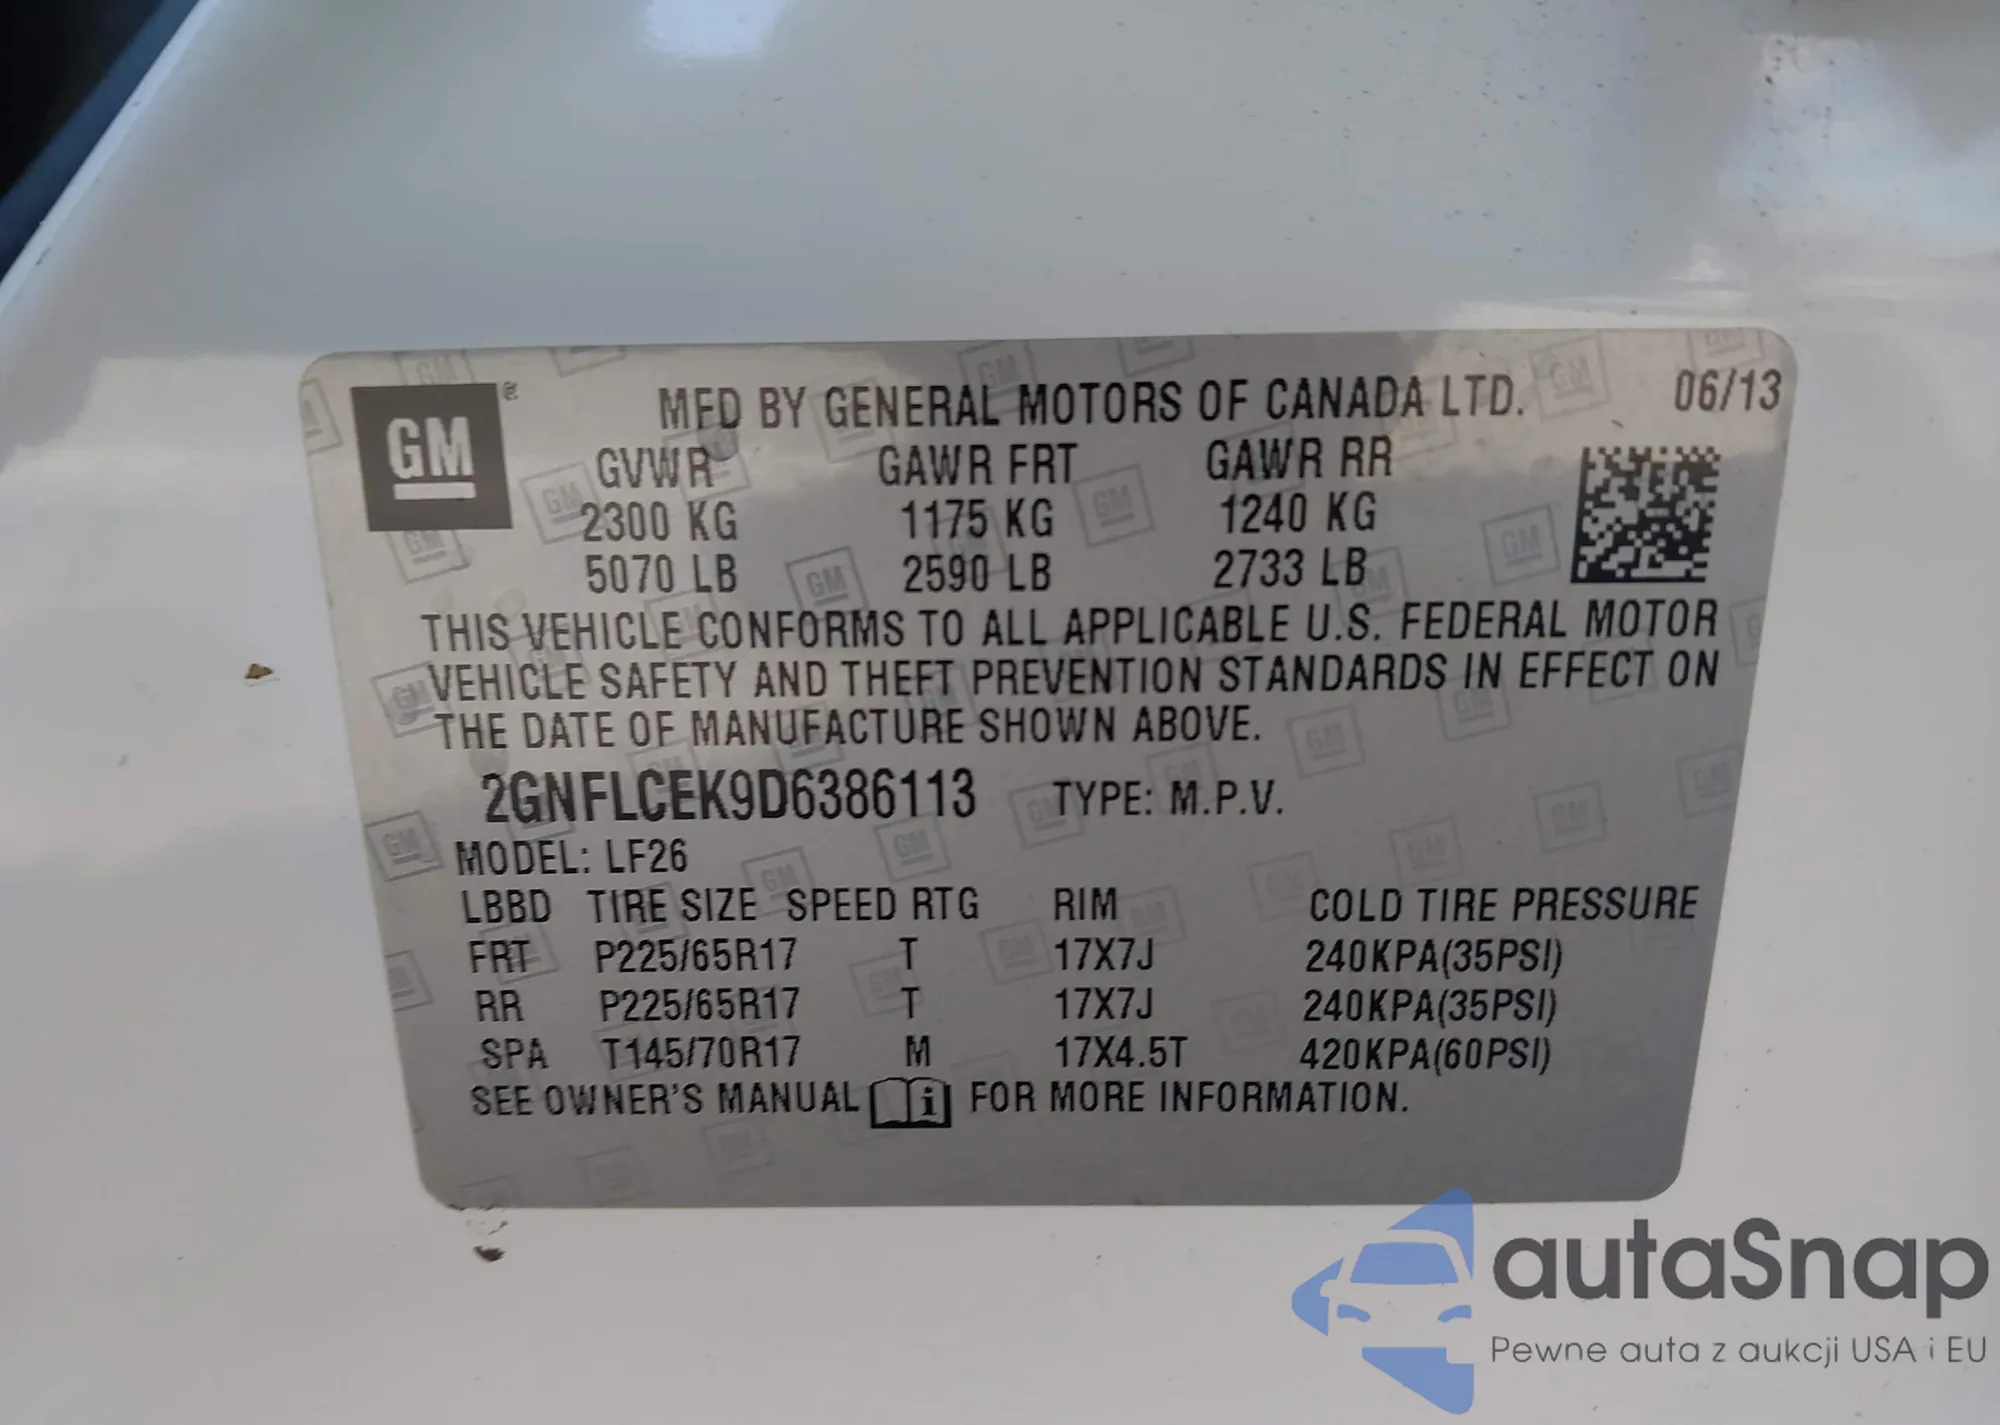 GM
MFD BY GENERAL MOTORS OF CANADA LTD. 06/13
GVWR GAWR FRT GAWR RR
2300 KG 1175 KG 1240 KG
5070 LB 2590 LB 2733 LB
THIS VEHICLE CONFORMS TO ALL APPLICABLE U.S. FEDERAL MOTOR
VEHICLE SAFETY AND THEFT PREVENTION STANDARDS IN EFFECT ON
THE DATE OF MANUFACTURE SHOWN ABOVE.
2GNFLCEK9D6386113 TYPE: M.P.V.
MODEL: LF26
LBBD TIRE SIZE SPEED RTG RIM COLD TIRE PRESSURE
FRT P225/65R17 T 17X7J 240KPA(35PSI)
RR P225/65R17 T 17X7J 240KPA(35PSI)
SPA T145/70R17 M 17X4.5T 420KPA(60PSI)
SEE OWNER'S MANUAL i FOR MORE INFORMATION.
autaSnap
Pewne auta z aukcji USA i EU